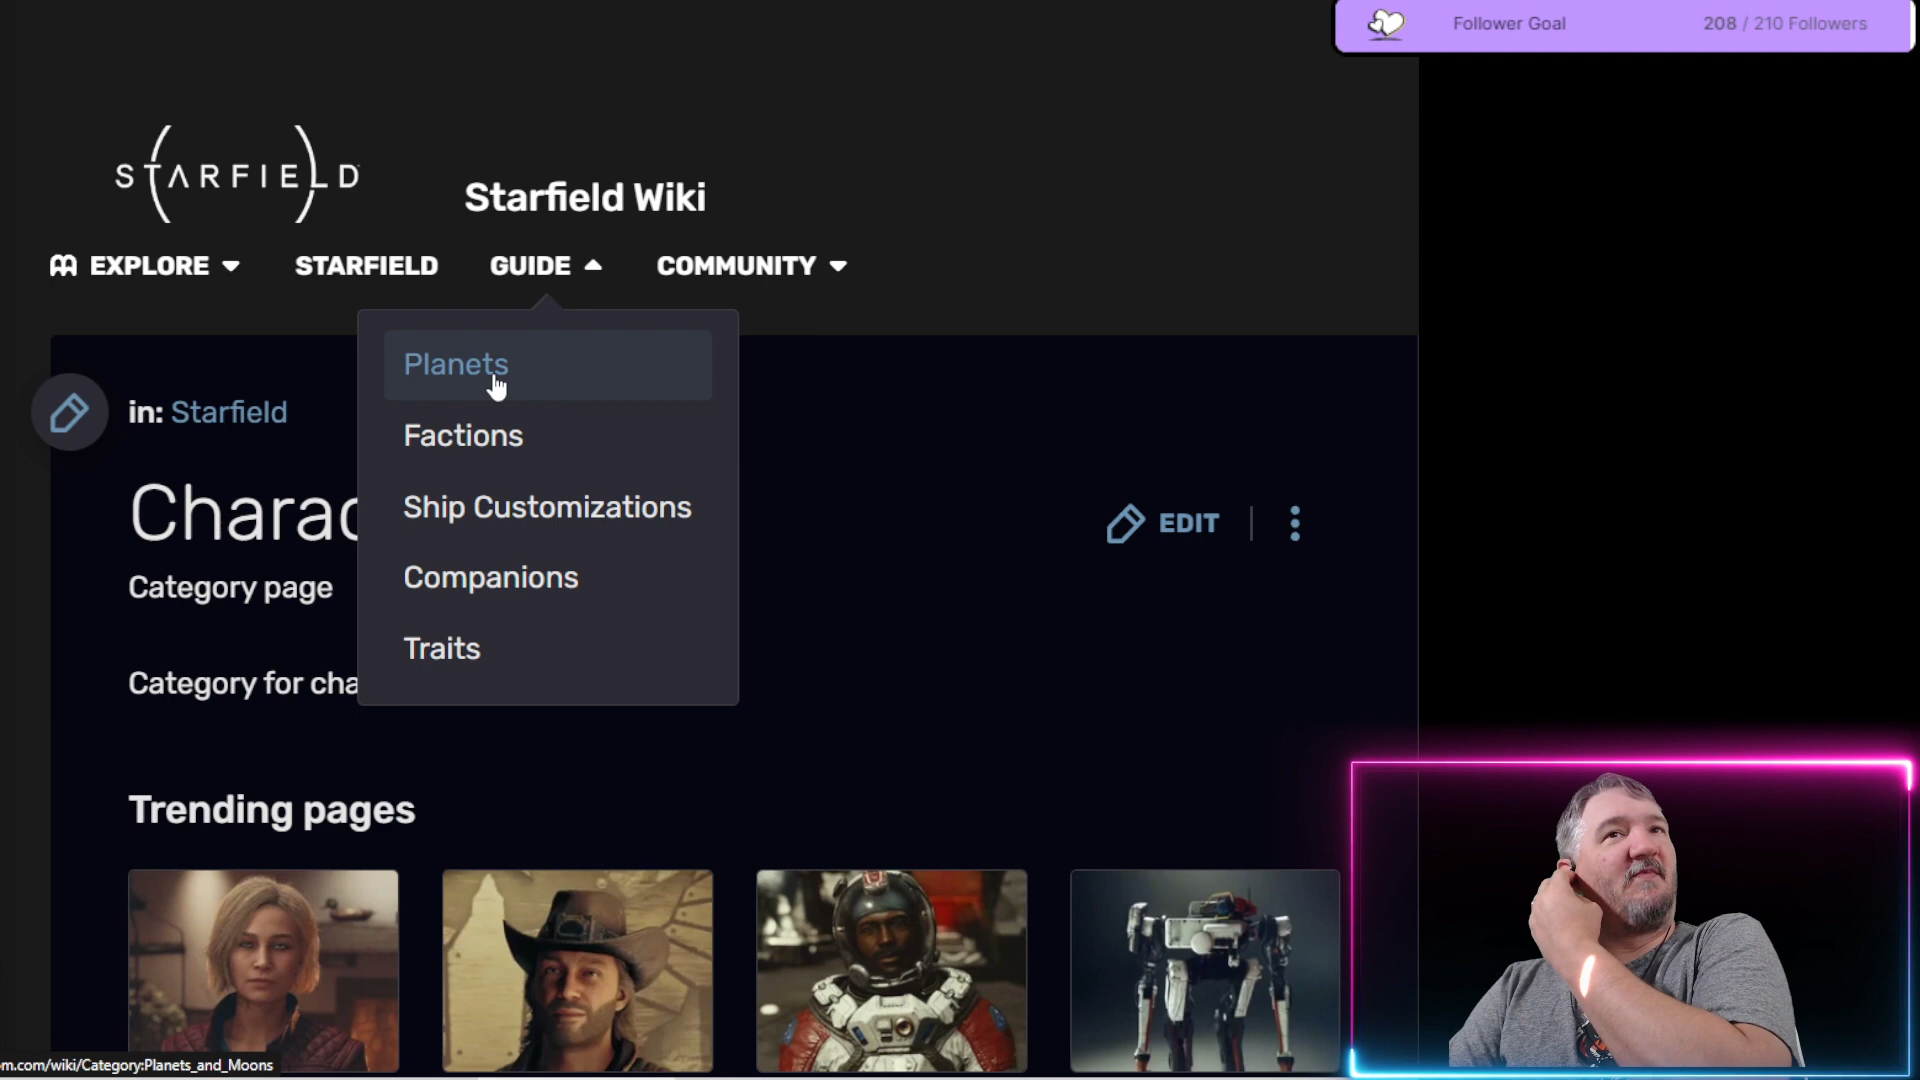 Follower Goal 208 / 210 Followers
STARFIELD
Starfield Wiki
EXPLORE STARFIELD GUIDE COMMUNITY
Planets
in: Starfield
Factions
Charac
Ship Customizations
EDIT
Category page
Companions
Traits
Category for cha
Trending pages
om.com/wiki/Category:Planets_and_Moons